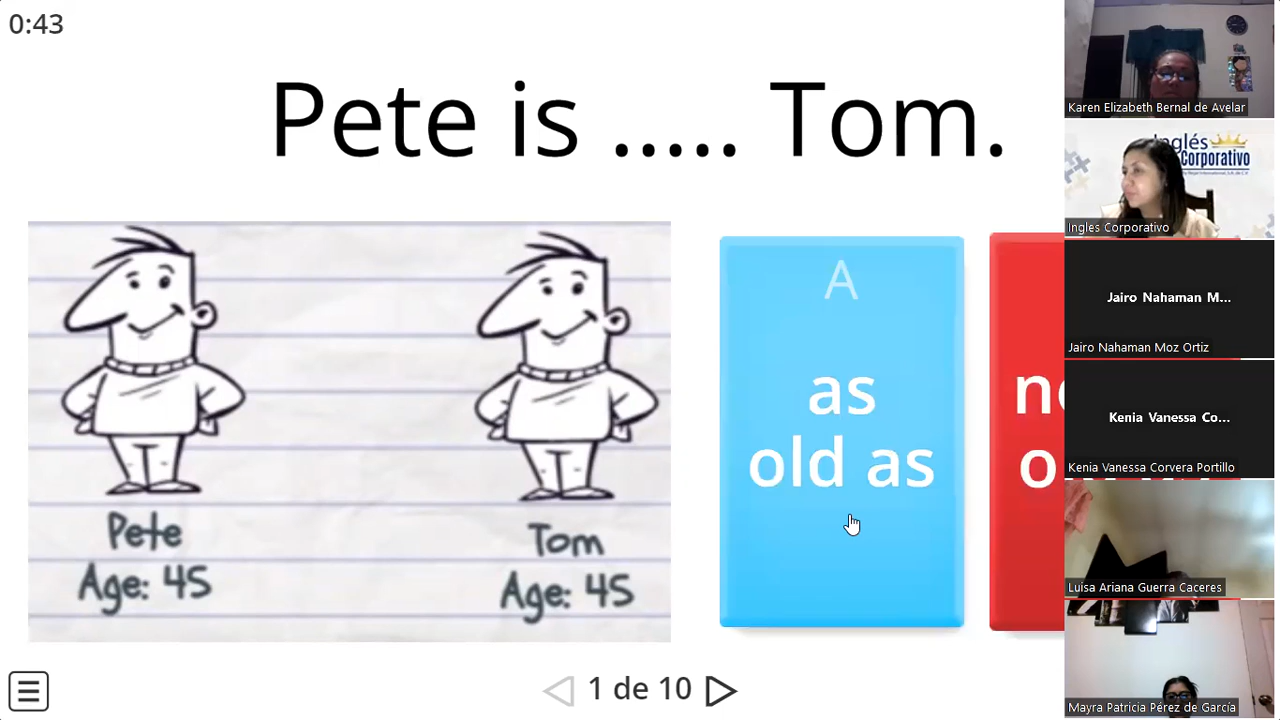 0:43
Pete is ..... Tom.
Pete
Age: 45
Tom
Age: 45
A
as
old as
1 de 10
Karen Elizabeth Bernal de Avelar
Inglés
Corporativo
Ingles Corporativo
Jairo Nahaman M...
Jairo Nahaman Moz Ortiz
Kenia Vanessa Co...
Kenia Vanessa Corvera Portillo
Luisa Ariana Guerra Caceres
Mayra Patricia Pérez de García